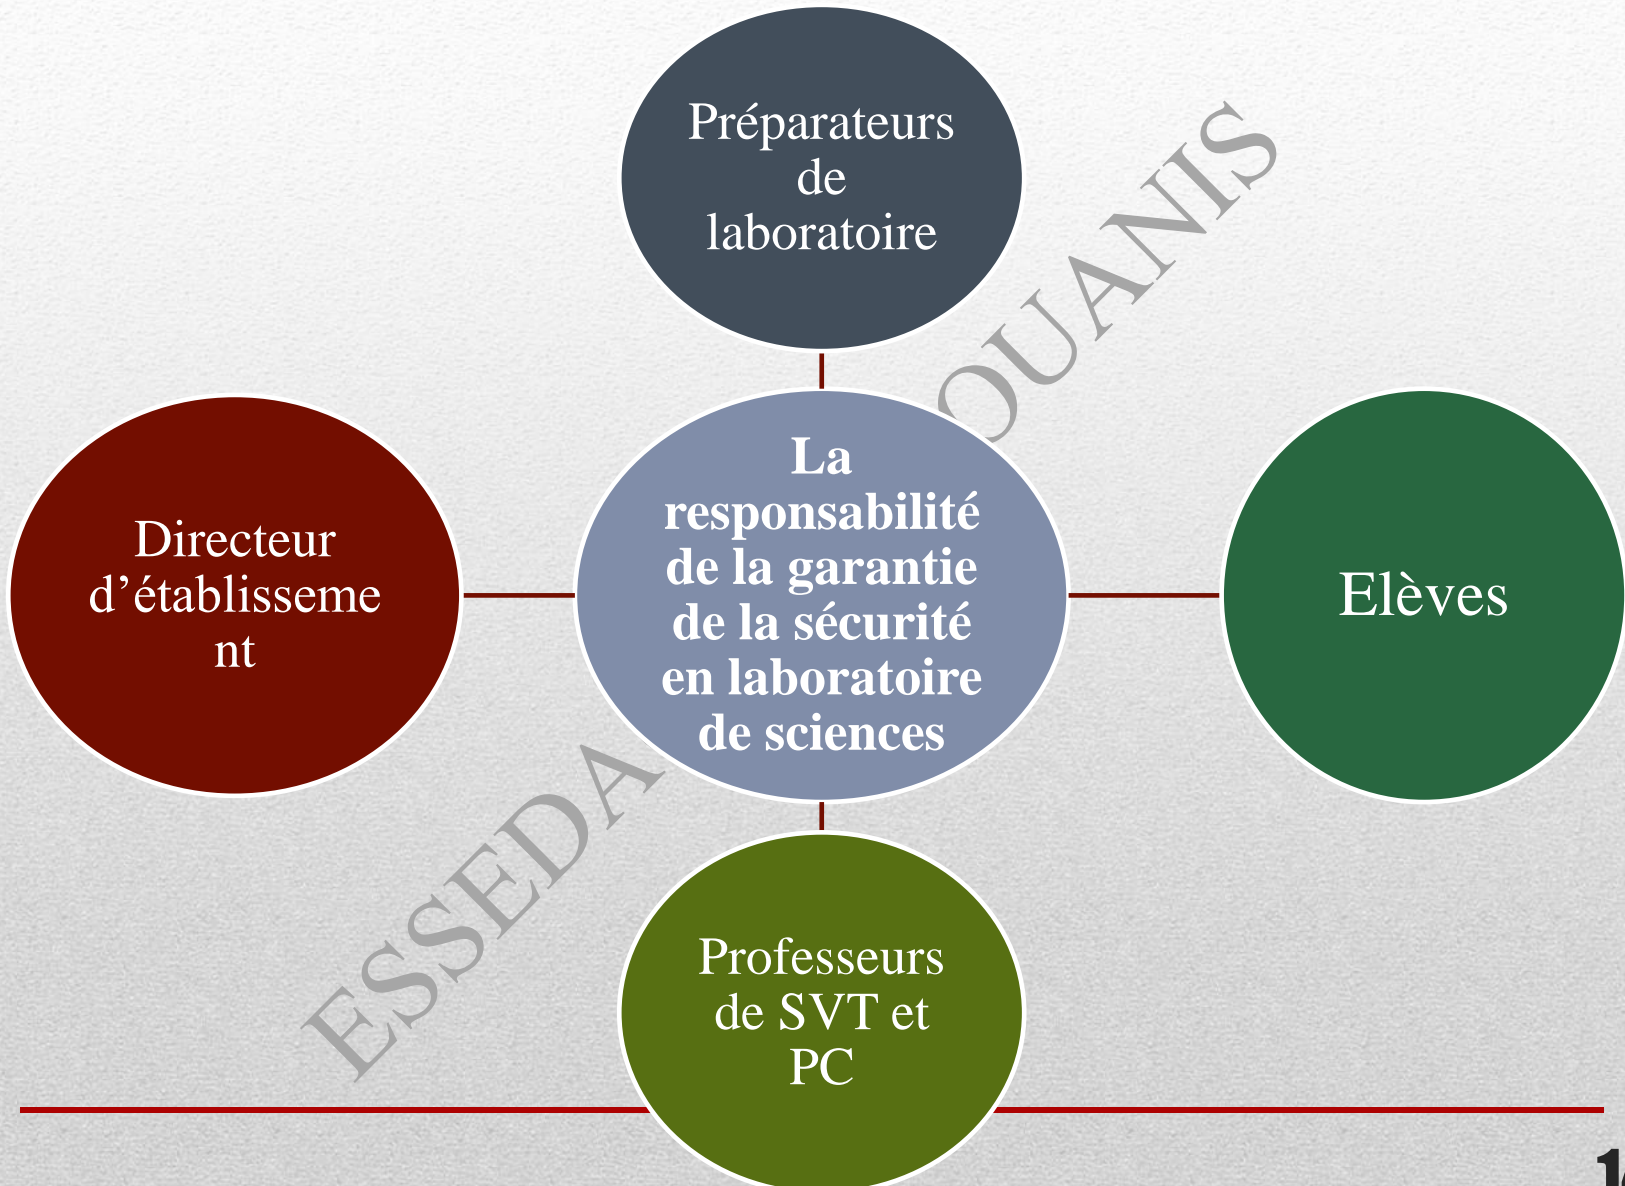 Préparateurs
de
laboratoire
La
responsabilité
de la garantie
de la sécurité
en laboratoire
de sciences
Directeur
d’établisseme
nt
Elèves
Professeurs
de SVT et
PC
ESSEDA
OUANIS